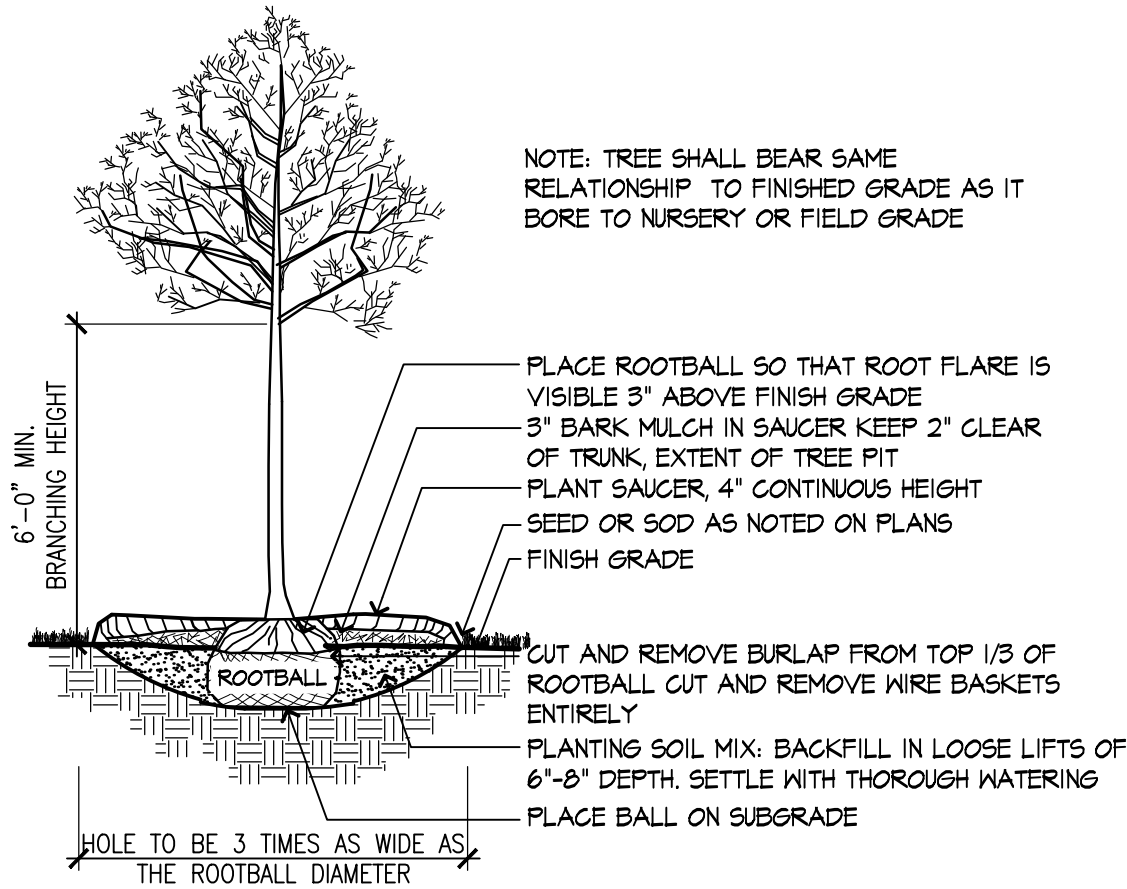 NOTE: TREE SHALL BEAR SAME
RELATIONSHIP TO FINISHED GRADE AS IT
BORE TO NURSERY OR FIELD GRADE
6'-0" MIN.
BRANCHING HEIGHT
PLACE ROOTBALL SO THAT ROOT FLARE IS
VISIBLE 3" ABOVE FINISH GRADE
3" BARK MULCH IN SAUCER KEEP 2" CLEAR
OF TRUNK, EXTENT OF TREE PIT
PLANT SAUCER, 4" CONTINUOUS HEIGHT
SEED OR SOD AS NOTED ON PLANS
FINISH GRADE
CUT AND REMOVE BURLAP FROM TOP 1/3 OF
ROOTBALL CUT AND REMOVE WIRE BASKETS
ENTIRELY
ROOTBALL
PLANTING SOIL MIX: BACKFILL IN LOOSE LIFTS OF
6"-8" DEPTH. SETTLE WITH THOROUGH WATERING
PLACE BALL ON SUBGRADE
HOLE TO BE 3 TIMES AS WIDE AS
THE ROOTBALL DIAMETER